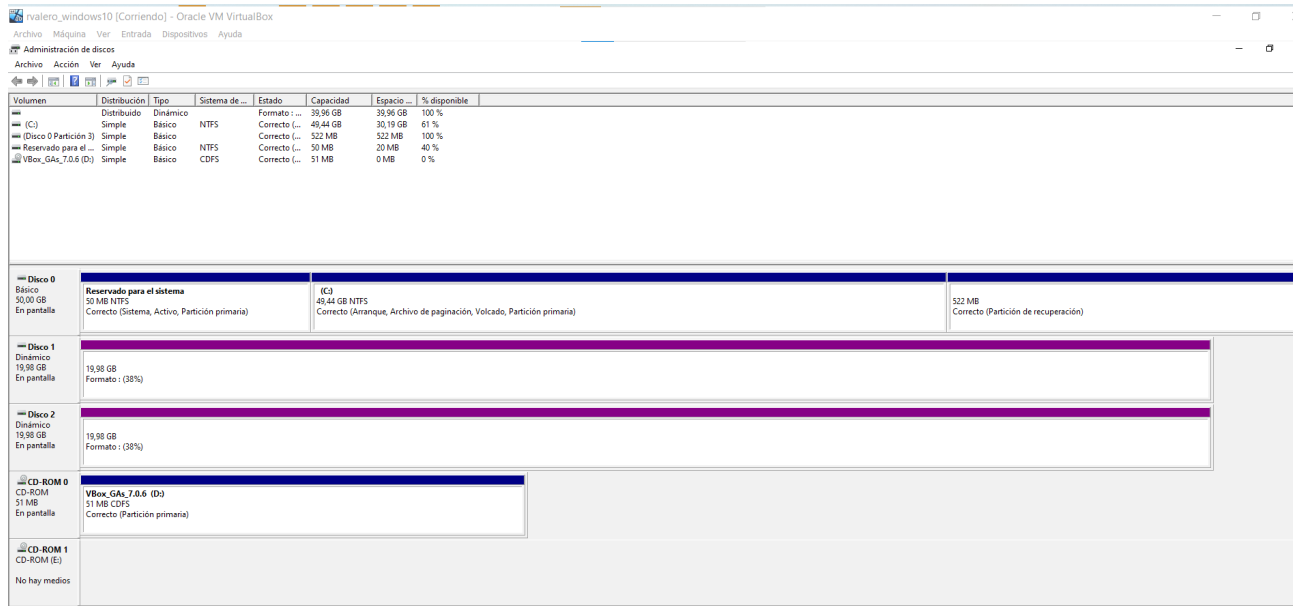 rvalero_windows10 [Corriendo] - Oracle VM VirtualBox
Archivo Máquina Ver Entrada Dispositivos Ayuda
Administración de discos
Archivo Acción Ver Ayuda
Volumen Distribución Tipo Sistema de ... Estado Capacidad Espacio ... % disponible
Distribuido Dinámico Formato : ... 39,96 GB 39,96 GB 100 %
(C:) Simple Básico NTFS Correcto (... 49,44 GB 30,19 GB 61 %
(Disco 0 Partición 3) Simple Básico Correcto (... 522 MB 522 MB 100 %
Reservado para el ... Simple Básico NTFS Correcto (... 50 MB 20 MB 40 %
VBox_GAs_7.0.6 (D:) Simple Básico CDFS Correcto (... 51 MB 0 MB 0 %
Disco 0
Básico
50,00 GB
En pantalla
Reservado para el sistema
50 MB NTFS
Correcto (Sistema, Activo, Partición primaria)
(C:)
49,44 GB NTFS
Correcto (Arranque, Archivo de paginación, Volcado, Partición primaria)
522 MB
Correcto (Partición de recuperación)
Disco 1
Dinámico
19,98 GB
En pantalla
19,98 GB
Formato : (38%)
Disco 2
Dinámico
19,98 GB
En pantalla
19,98 GB
Formato : (38%)
CD-ROM 0
CD-ROM
51 MB
En pantalla
VBox_GAs_7.0.6 (D:)
51 MB CDFS
Correcto (Partición primaria)
CD-ROM 1
CD-ROM (E:)
No hay medios